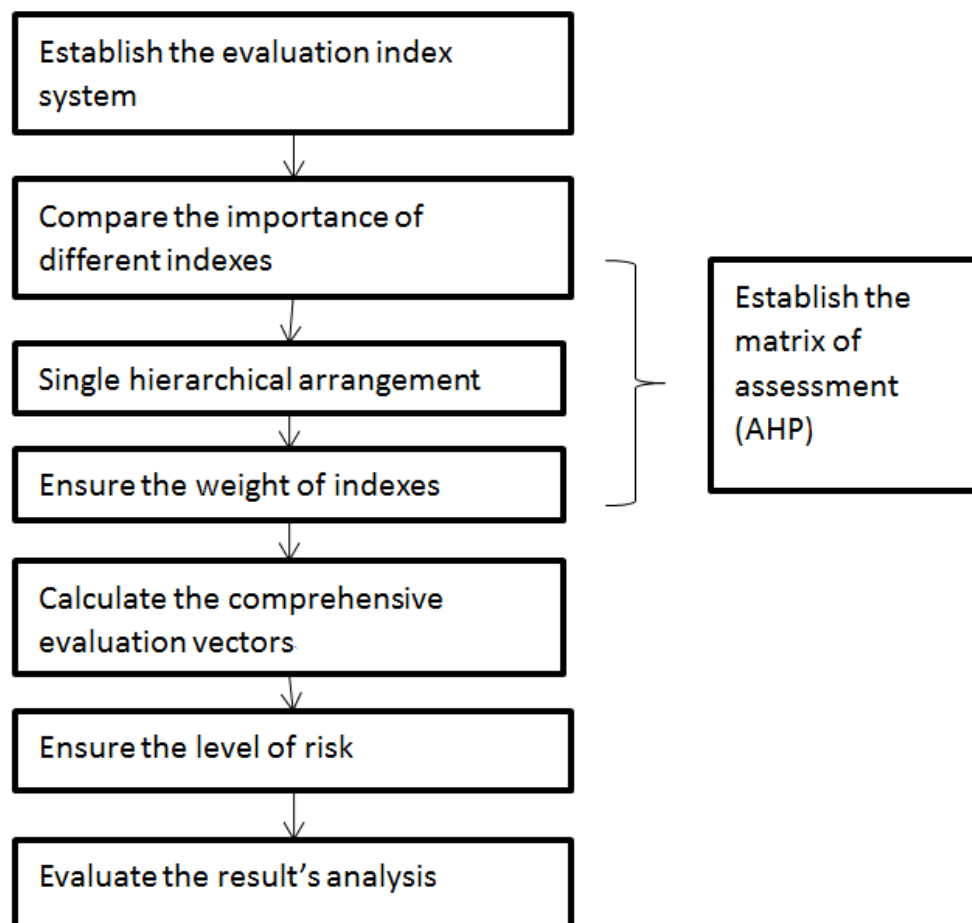 Establish the evaluation index
system
Compare the importance of
different indexes
Single hierarchical arrangement
Ensure the weight of indexes
Calculate the comprehensive
evaluation vectors
Ensure the level of risk
Evaluate the result’s analysis
Establish the
matrix of
assessment
(AHP)